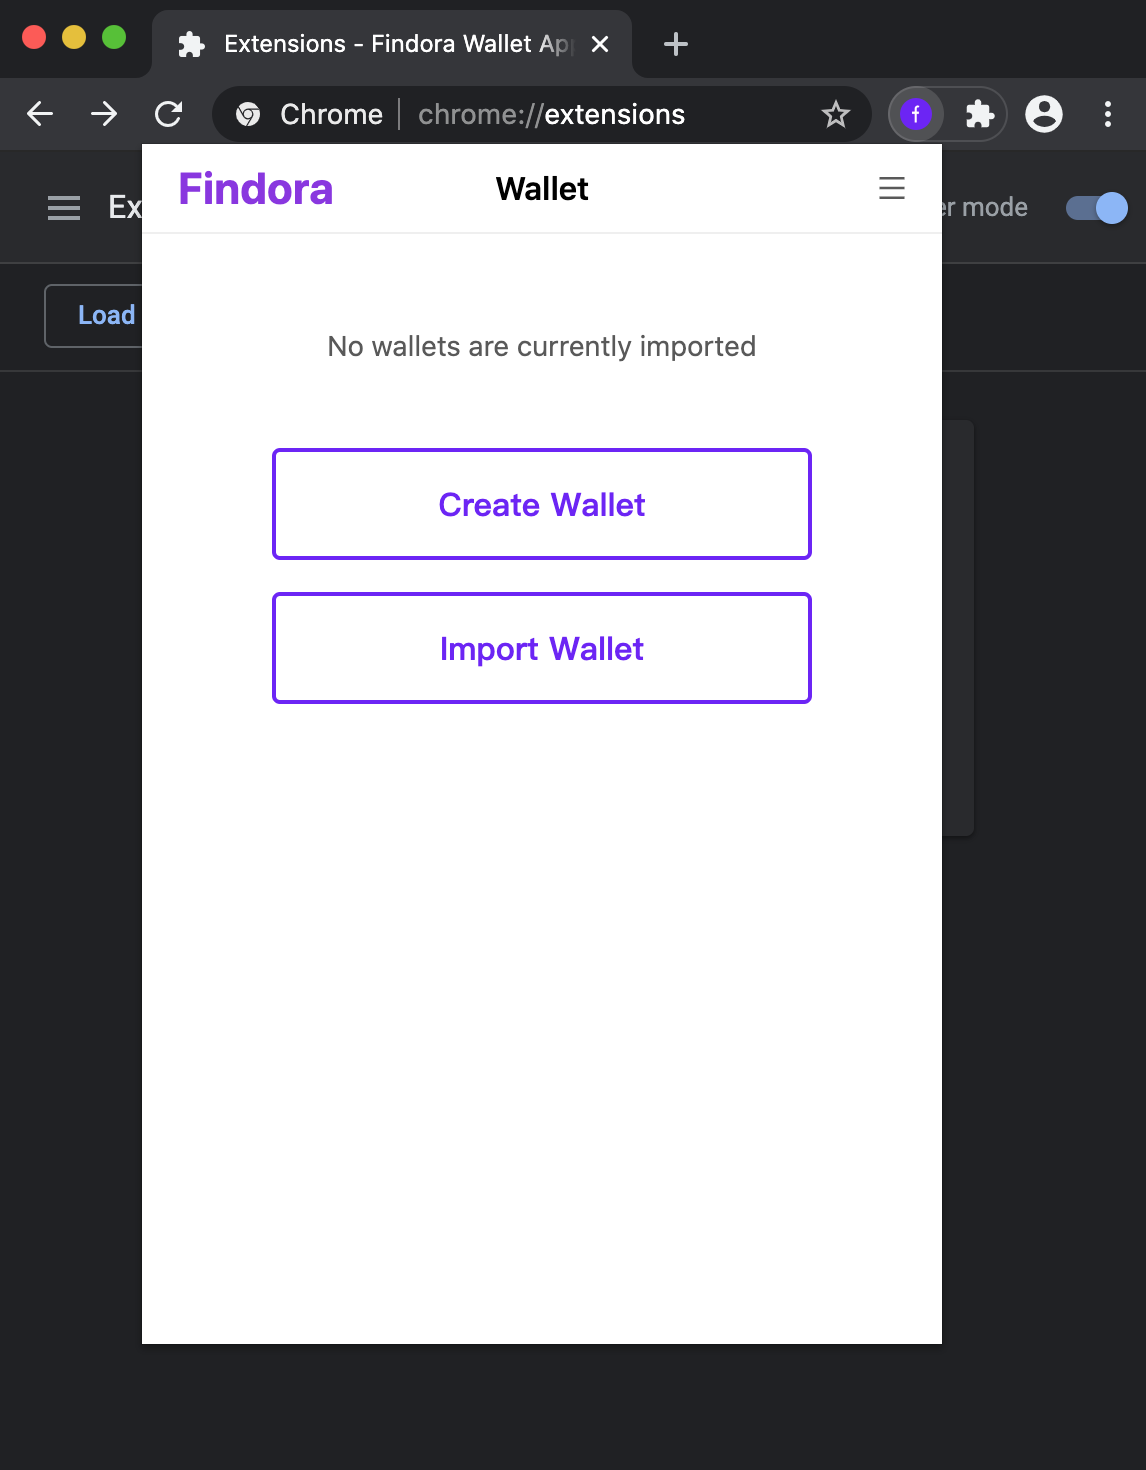 Extensions - Findora Wallet Ap
Chrome chrome://extensions
Findora Wallet
Ex er mode
Load
No wallets are currently imported
Create Wallet
Import Wallet